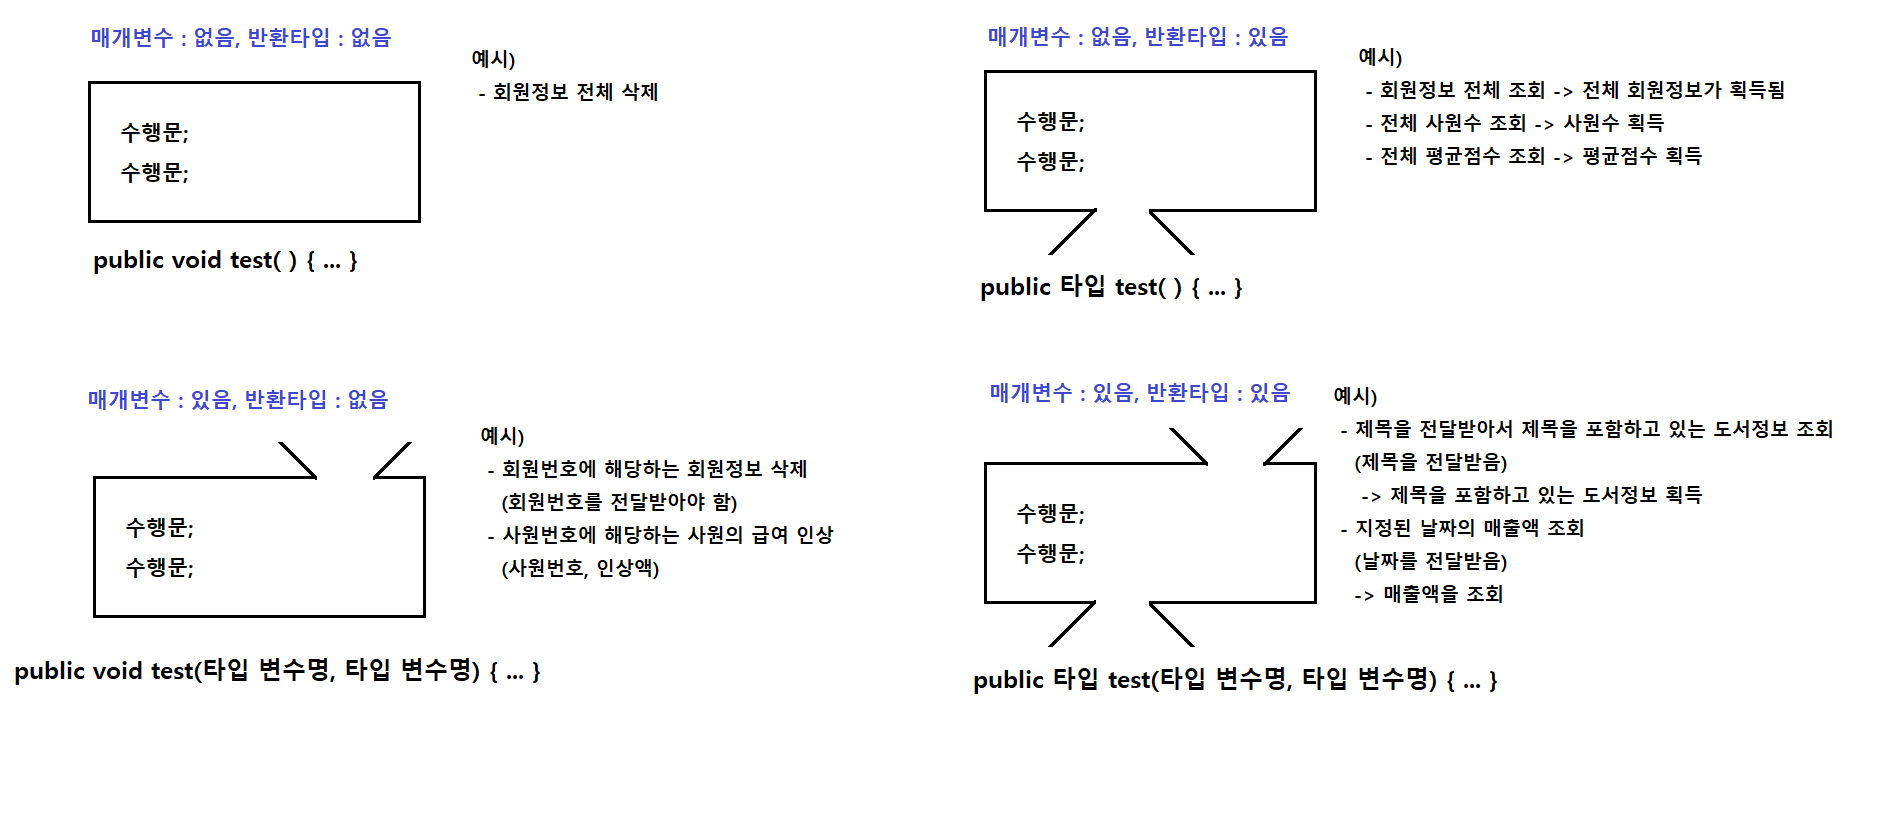 매개변수 : 없음, 반환타입 : 없음
예시)
- 회원정보 전체 삭제
수행문;
수행문;
public void test( ) { ... }
매개변수 : 없음, 반환타입 : 있음
예시)
- 회원정보 전체 조회 -> 전체 회원정보가 획득됨
- 전체 사원수 조회 -> 사원수 획득
- 전체 평균점수 조회 -> 평균점수 획득
수행문;
수행문;
public 타입 test( ) { ... }
매개변수 : 있음, 반환타입 : 없음
예시)
- 회원번호에 해당하는 회원정보 삭제
(회원번호를 전달받아야 함)
- 사원번호에 해당하는 사원의 급여 인상
(사원번호, 인상액)
수행문;
수행문;
public void test(타입 변수명, 타입 변수명) { ... }
매개변수 : 있음, 반환타입 : 있음
예시)
- 제목을 전달받아서 제목을 포함하고 있는 도서정보 조회
(제목을 전달받음)
-> 제목을 포함하고 있는 도서정보 획득
- 지정된 날짜의 매출액 조회
(날짜를 전달받음)
-> 매출액을 조회
수행문;
수행문;
public 타입 test(타입 변수명, 타입 변수명) { ... }